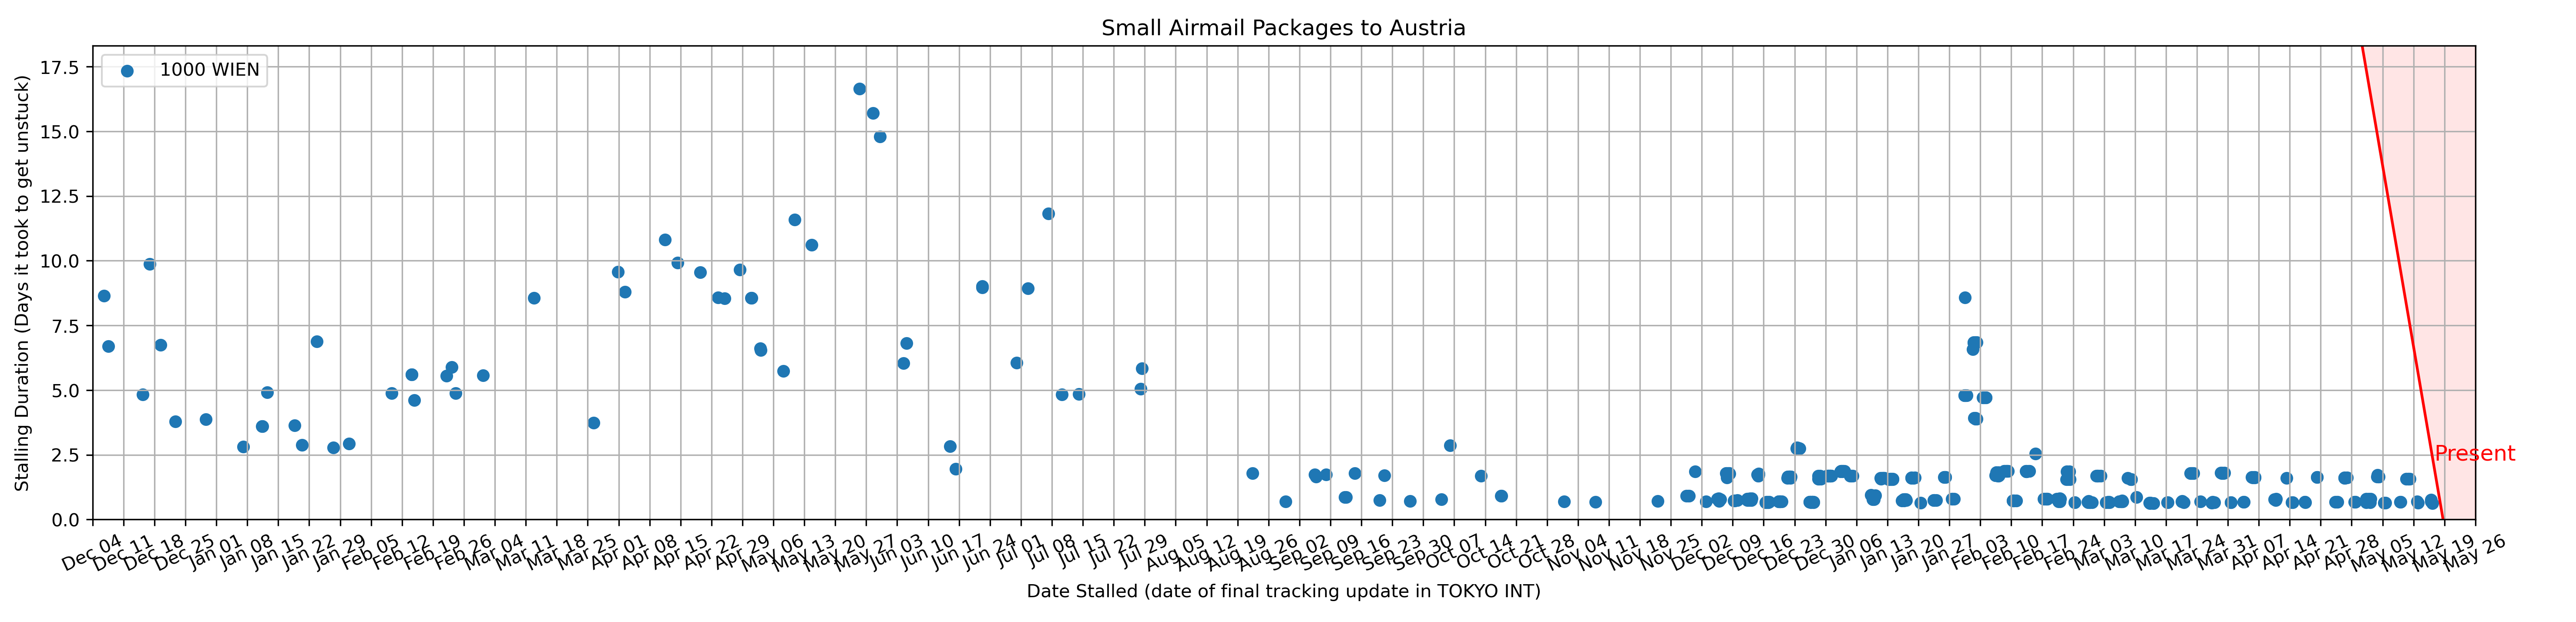 Small Airmail Packages to Austria
1000 WIEN
Stalling Duration (Days it took to get unstuck)
17.5
15.0
12.5
10.0
7.5
5.0
2.5
0.0
Present
Dec 04
Dec 11
Dec 18
Dec 25
Jan 01
Jan 08
Jan 15
Jan 22
Jan 29
Feb 05
Feb 12
Feb 19
Feb 26
Mar 04
Mar 11
Mar 18
Mar 25
Apr 01
Apr 08
Apr 15
Apr 22
Apr 29
May 06
May 13
May 20
May 27
Jun 03
Jun 10
Jun 17
Jun 24
Jul 01
Jul 08
Jul 15
Jul 22
Jul 29
Aug 05
Aug 12
Aug 19
Aug 26
Sep 02
Sep 09
Sep 16
Sep 23
Sep 30
Oct 07
Oct 14
Oct 21
Oct 28
Nov 04
Nov 11
Nov 18
Nov 25
Dec 02
Dec 09
Dec 16
Dec 23
Dec 30
Jan 06
Jan 13
Jan 20
Jan 27
Feb 03
Feb 10
Feb 17
Feb 24
Mar 03
Mar 10
Mar 17
Mar 24
Mar 31
Apr 07
Apr 14
Apr 21
Apr 28
May 05
May 12
May 19
May 26
Date Stalled (date of final tracking update in TOKYO INT)